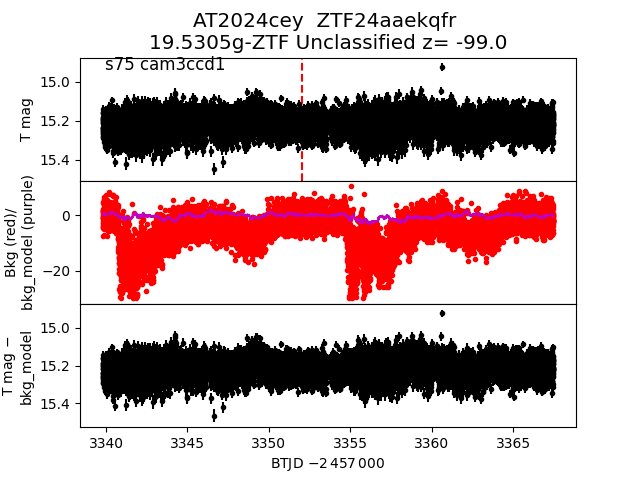 AT2024cey ZTF24aaekqfr
19.5305g-ZTF Unclassified z= -99.0
s75 cam3ccd1
T mag
15.0
15.2
15.4
Bkg (red)/
bkg_model (purple)
0
−20
T mag −
bkg_model
15.0
15.2
15.4
3340 3345 3350 3355 3360 3365
BTJD −2 457 000